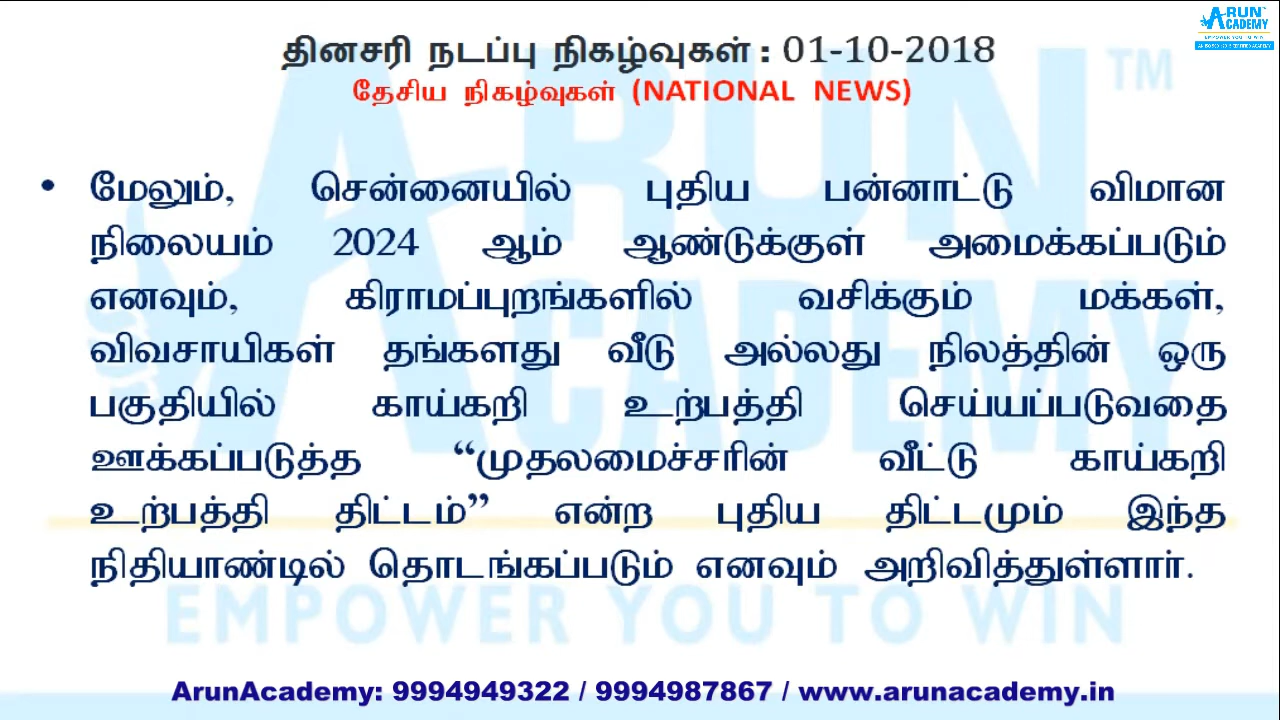 ARUN
ACADEMY
தினசரி நடப்பு நிகழ்வுகள் : 01-10-2018
தேசிய நிகழ்வுகள் (NATIONAL NEWS)
• மேலும், சென்னையில் புதிய பன்னாட்டு விமான
நிலையம் 2024 ஆம் ஆண்டுக்குள் அமைக்கப்படும்
எனவும், கிராமப்புறங்களில் வசிக்கும் மக்கள்,
விவசாயிகள் தங்களது வீடு அல்லது நிலத்தின் ஒரு
பகுதியில் காய்கறி உற்பத்தி செய்யப்படுவதை
ஊக்கப்படுத்த “முதலமைச்சரின் வீட்டு காய்கறி
உற்பத்தி திட்டம்” என்ற புதிய திட்டமும் இந்த
நிதியாண்டில் தொடங்கப்படும் எனவும் அறிவித்துள்ளார்.
ARUN TM
ACADEMY
EMPOWER YOU TO WIN
ArunAcademy: 9994949322 / 9994987867 / www.arunacademy.in